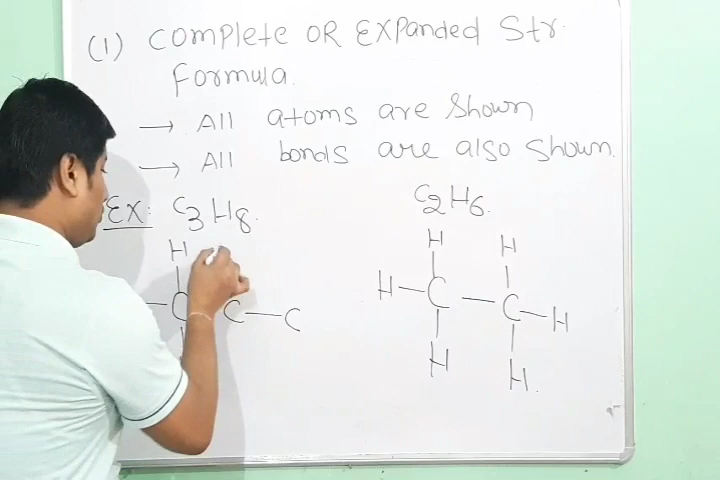 (1) Complete OR Expanded Str.
Formula.
→ All atoms are shown
→ All bonds are also shown.
Ex: C3H8. C2H6.
H H H
C C — C H — C — C — H
H H.